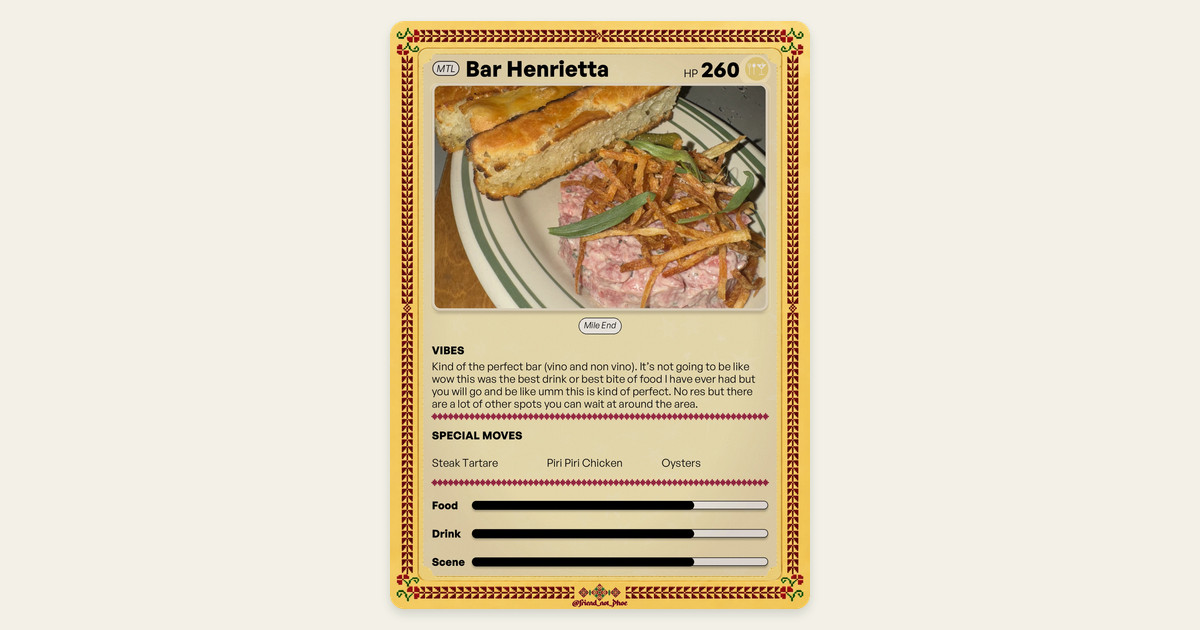 MTL Bar Henrietta HP 260
Mile End
VIBES
Kind of the perfect bar (vino and non vino). It's not going to be like
wow this was the best drink or best bite of food I have ever had but
you will go and be like umm this is kind of perfect. No res but there
are a lot of other spots you can wait at around the area.
SPECIAL MOVES
Steak Tartare Piri Piri Chicken Oysters
Food
Drink
Scene
@friend_not_phoe